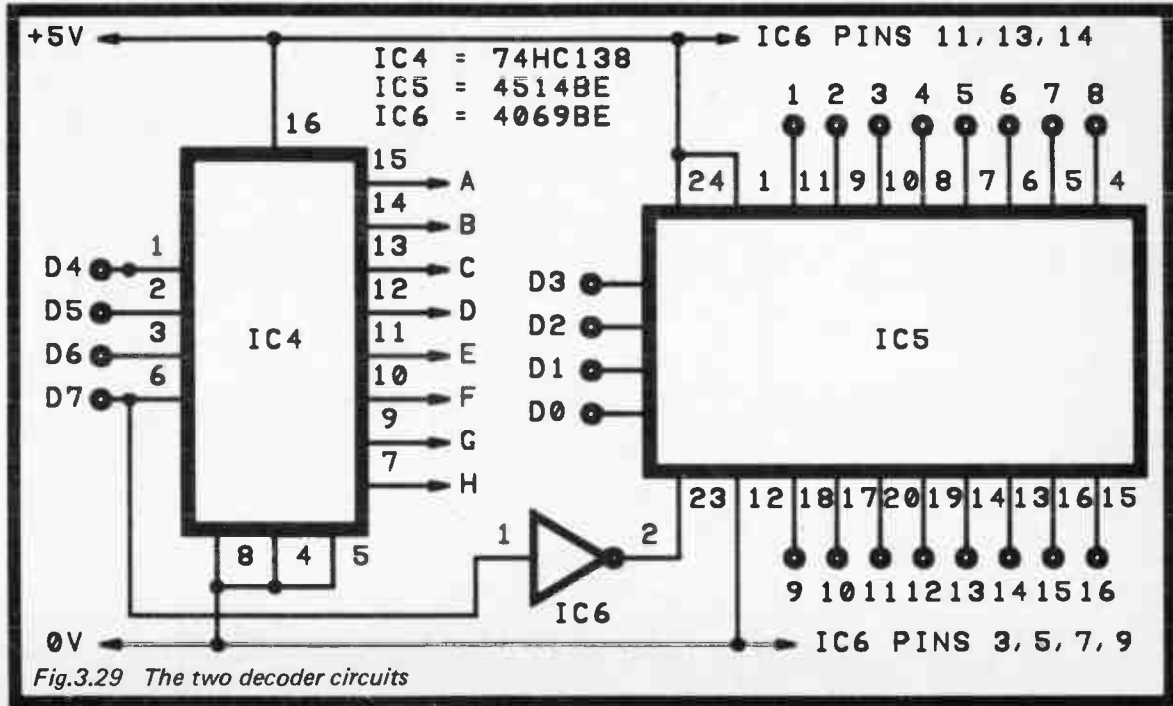 +5V
IC6 PINS 11, 13, 14
IC4 = 74HC138
IC5 = 4514BE
IC6 = 4069BE
1 2 3 4 5 6 7 8
16
15 A
14 B
13 C
12 D
11 E
10 F
9 G
7 H
D4 1
D5 2
D6 3
D7 6
IC4
8 4 5
24 1 11 9 10 8 7 6 5 4
D3
D2
D1
D0
IC5
23 12 18 17 20 19 14 13 16 15
9 10 11 12 13 14 15 16
1 2
IC6
0V
IC6 PINS 3, 5, 7, 9
Fig.3.29 The two decoder circuits